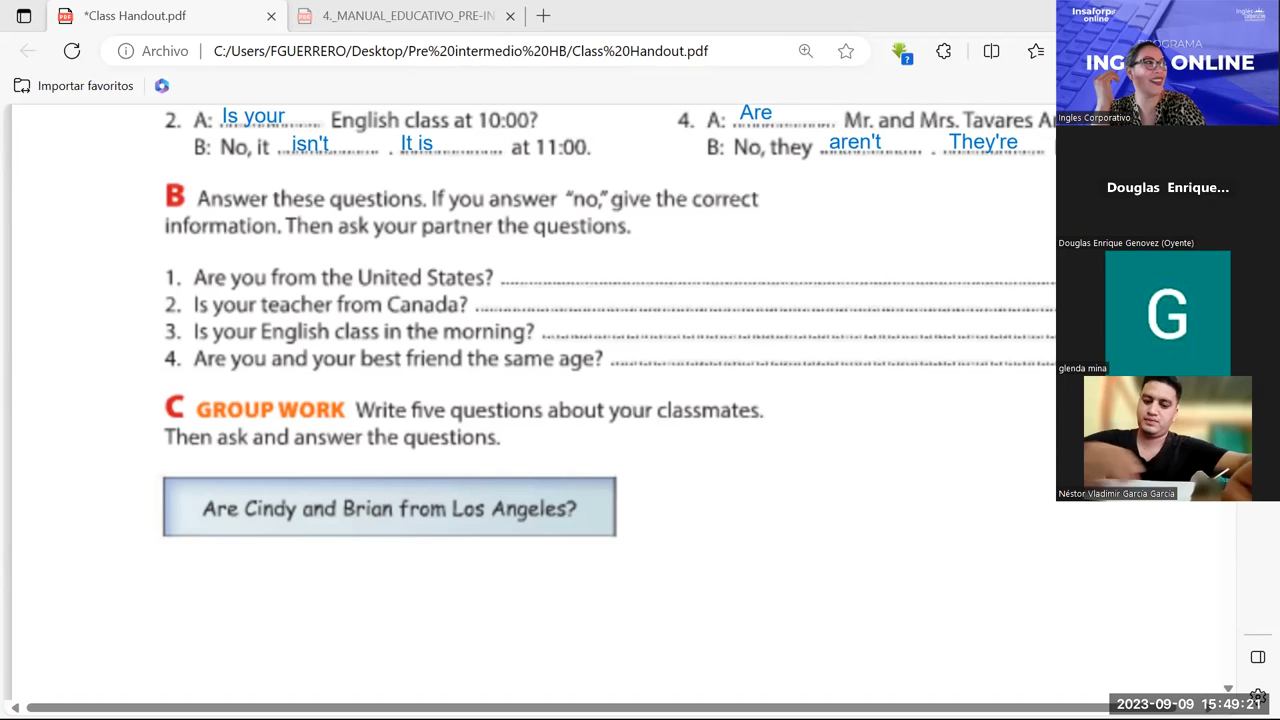 *Class Handout.pdf
4._MANUAL_EDUCATIVO_PRE-IN
Archivo
C:/Users/FGUERRERO/Desktop/Pre%20Intermedio%20HB/Class%20Handout.pdf
Importar favoritos
2. A: Is your English class at 10:00?
B: No, it isn't . It is at 11:00.
4. A: Are Mr. and Mrs. Tavares Am
B: No, they aren't . They're
B Answer these questions. If you answer “no,” give the correct
information. Then ask your partner the questions.
1. Are you from the United States?
2. Is your teacher from Canada?
3. Is your English class in the morning?
4. Are you and your best friend the same age?
C GROUP WORK Write five questions about your classmates.
Then ask and answer the questions.
Are Cindy and Brian from Los Angeles?
Insaforp
online
Inglés
Corporativo
PROGRAMA
ING ONLINE
Ingles Corporativo
Douglas Enrique...
Douglas Enrique Genovez (Oyente)
G
glenda mina
Néstor Vladimir García García
2023-09-09 15:49:21